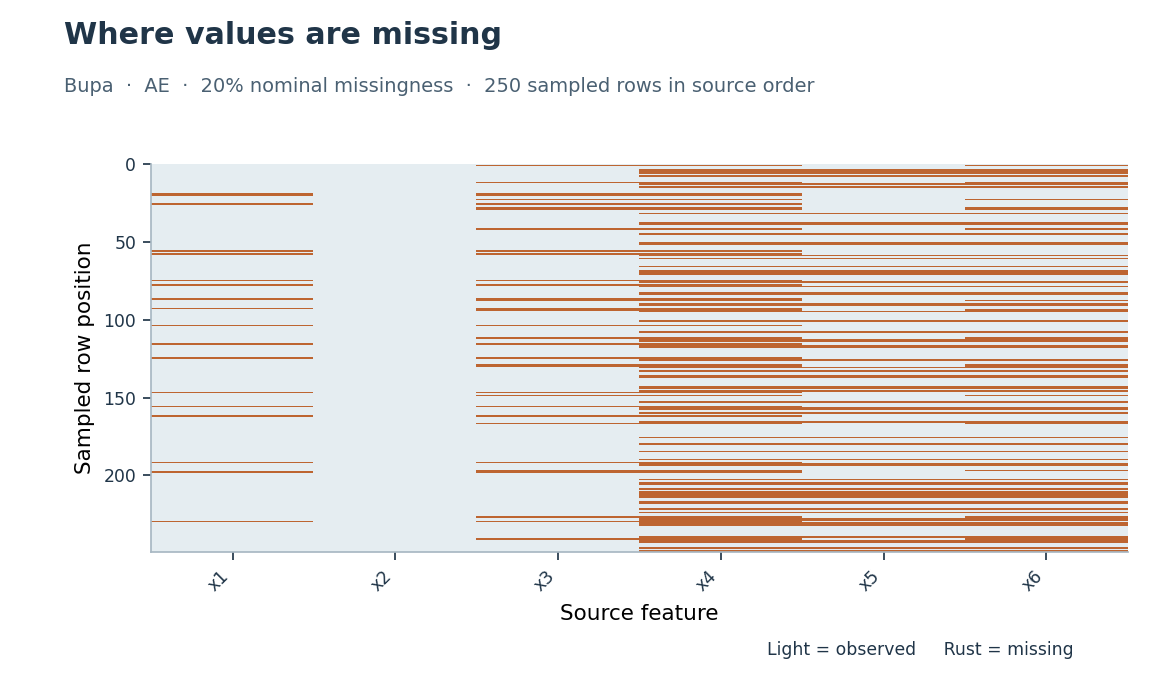 Where values are missing
Bupa · AE · 20% nominal missingness · 250 sampled rows in source order
0
50
100
150
200
Sampled row position
x1
x2
x3
x4
x5
x6
Source feature
Light = observed Rust = missing